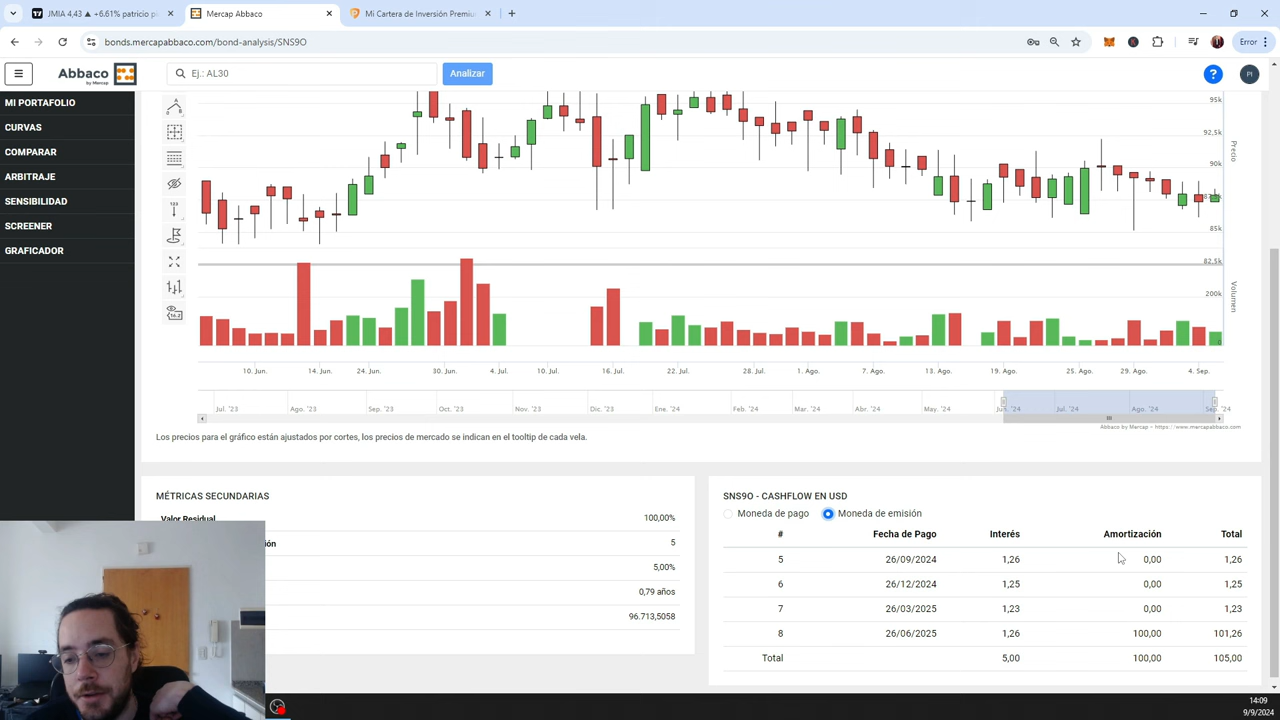 JMIA 4,43 ▲ +6.61% patricio pi
Mercap Abbaco
Mi Cartera de Inversión Premiu
bonds.mercapabbaco.com/bond-analysis/SNS9O
Error
Abbaco
by Mercap
Ej.: AL30
Analizar
?
PI
MI PORTAFOLIO
CURVAS
COMPARAR
ARBITRAJE
SENSIBILIDAD
SCREENER
GRAFICADOR
95k
92,5k
90k
85k
82,5k
200k
0
Precio
Volumen
10. Jun.
14. Jun.
24. Jun.
30. Jun.
4. Jul.
10. Jul.
16. Jul.
22. Jul.
28. Jul.
1. Ago.
7. Ago.
13. Ago.
19. Ago.
25. Ago.
29. Ago.
4. Sep.
Jul. '23
Ago. '23
Sep. '23
Oct. '23
Nov. '23
Dic. '23
Ene. '24
Feb. '24
Mar. '24
Abr. '24
May. '24
Jul. '24
Ago. '24
Sep. '24
Abbaco by Mercap - https://www.mercapabbaco.com
Los precios para el gráfico están ajustados por cortes, los precios de mercado se indican en el tooltip de cada vela.
MÉTRICAS SECUNDARIAS
Valor Residual 100,00%
ión 5
5,00%
0,79 años
96.713,5058
SNS9O - CASHFLOW EN USD
Moneda de pago Moneda de emisión
# Fecha de Pago Interés Amortización Total
5 26/09/2024 1,26 0,00 1,26
6 26/12/2024 1,25 0,00 1,25
7 26/03/2025 1,23 0,00 1,23
8 26/06/2025 1,26 100,00 101,26
Total 5,00 100,00 105,00
14:09
9/9/2024